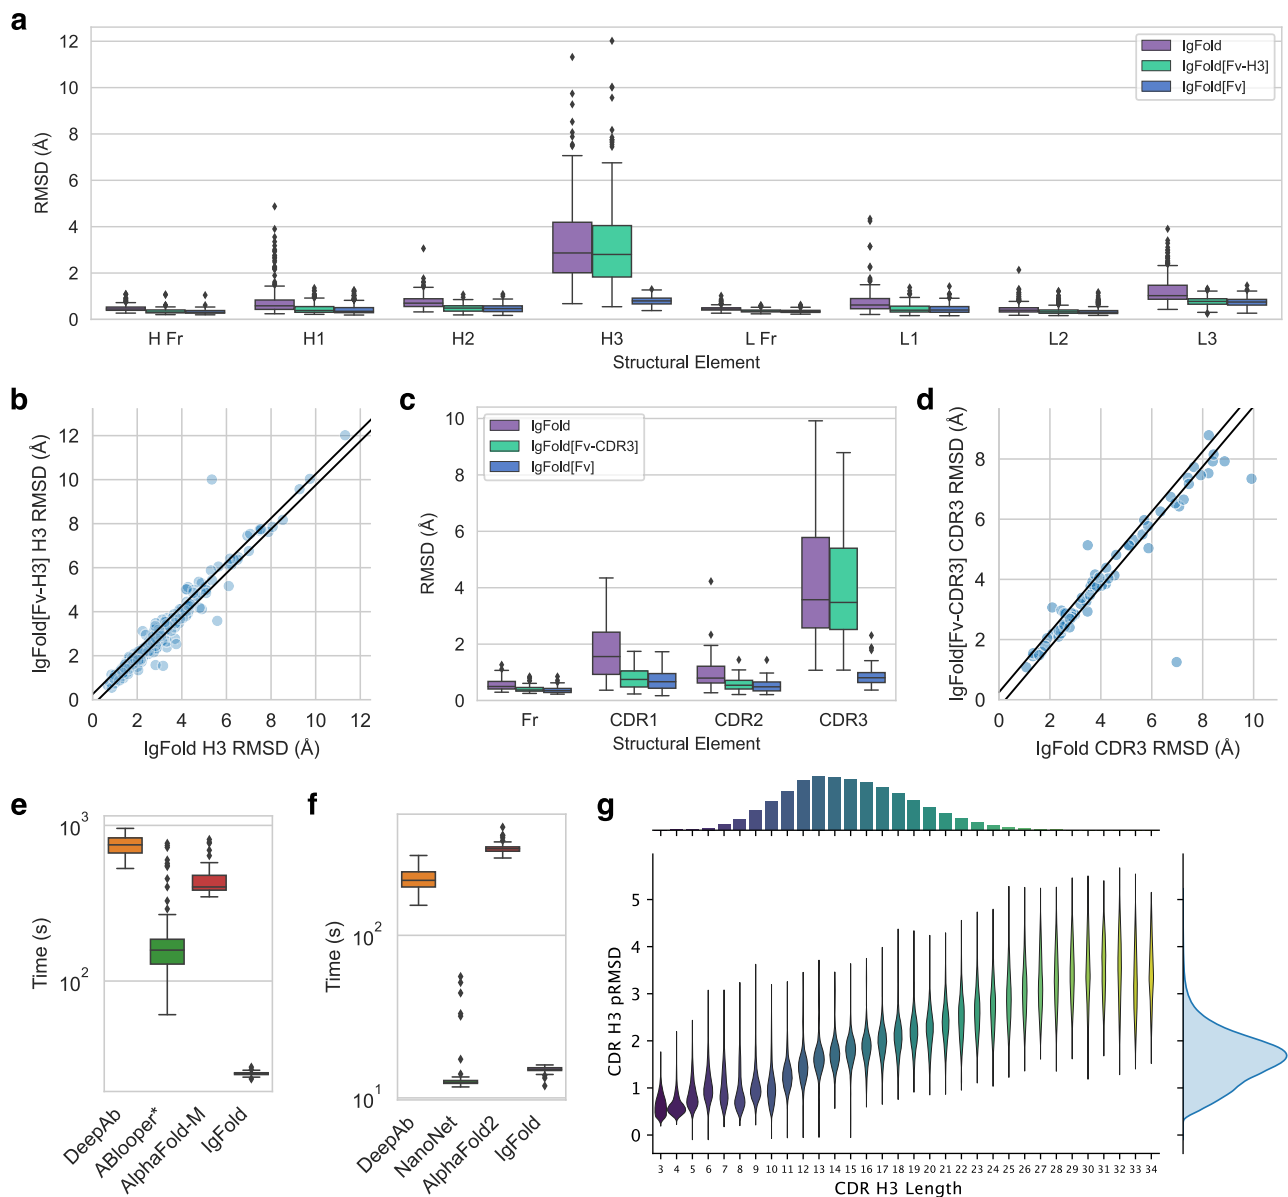 a
12
10
8
6
4
2
0
RMSD (Å)
IgFold
IgFold[Fv-H3]
IgFold[Fv]
H Fr H1 H2 H3 L Fr L1 L2 L3
Structural Element
b
12
10
8
6
4
2
0
IgFold[Fv-H3] H3 RMSD (Å)
0 2 4 6 8 10 12
IgFold H3 RMSD (Å)
c
10
8
6
4
2
0
RMSD (Å)
IgFold
IgFold[Fv-CDR3]
IgFold[Fv]
Fr CDR1 CDR2 CDR3
Structural Element
d
8
6
4
2
0
IgFold[Fv-CDR3] CDR3 RMSD (Å)
0 2 4 6 8 10
IgFold CDR3 RMSD (Å)
e
10³
10²
Time (s)
DeepAb
ABlooper*
AlphaFold-M
IgFold
f
10²
10¹
Time (s)
DeepAb
NanoNet
AlphaFold2
IgFold
g
5
4
3
2
1
0
CDR H3 pRMSD
3 4 5 6 7 8 9 10 11 12 13 14 15 16 17 18 19 20 21 22 23 24 25 26 27 28 29 30 31 32 33 34
CDR H3 Length